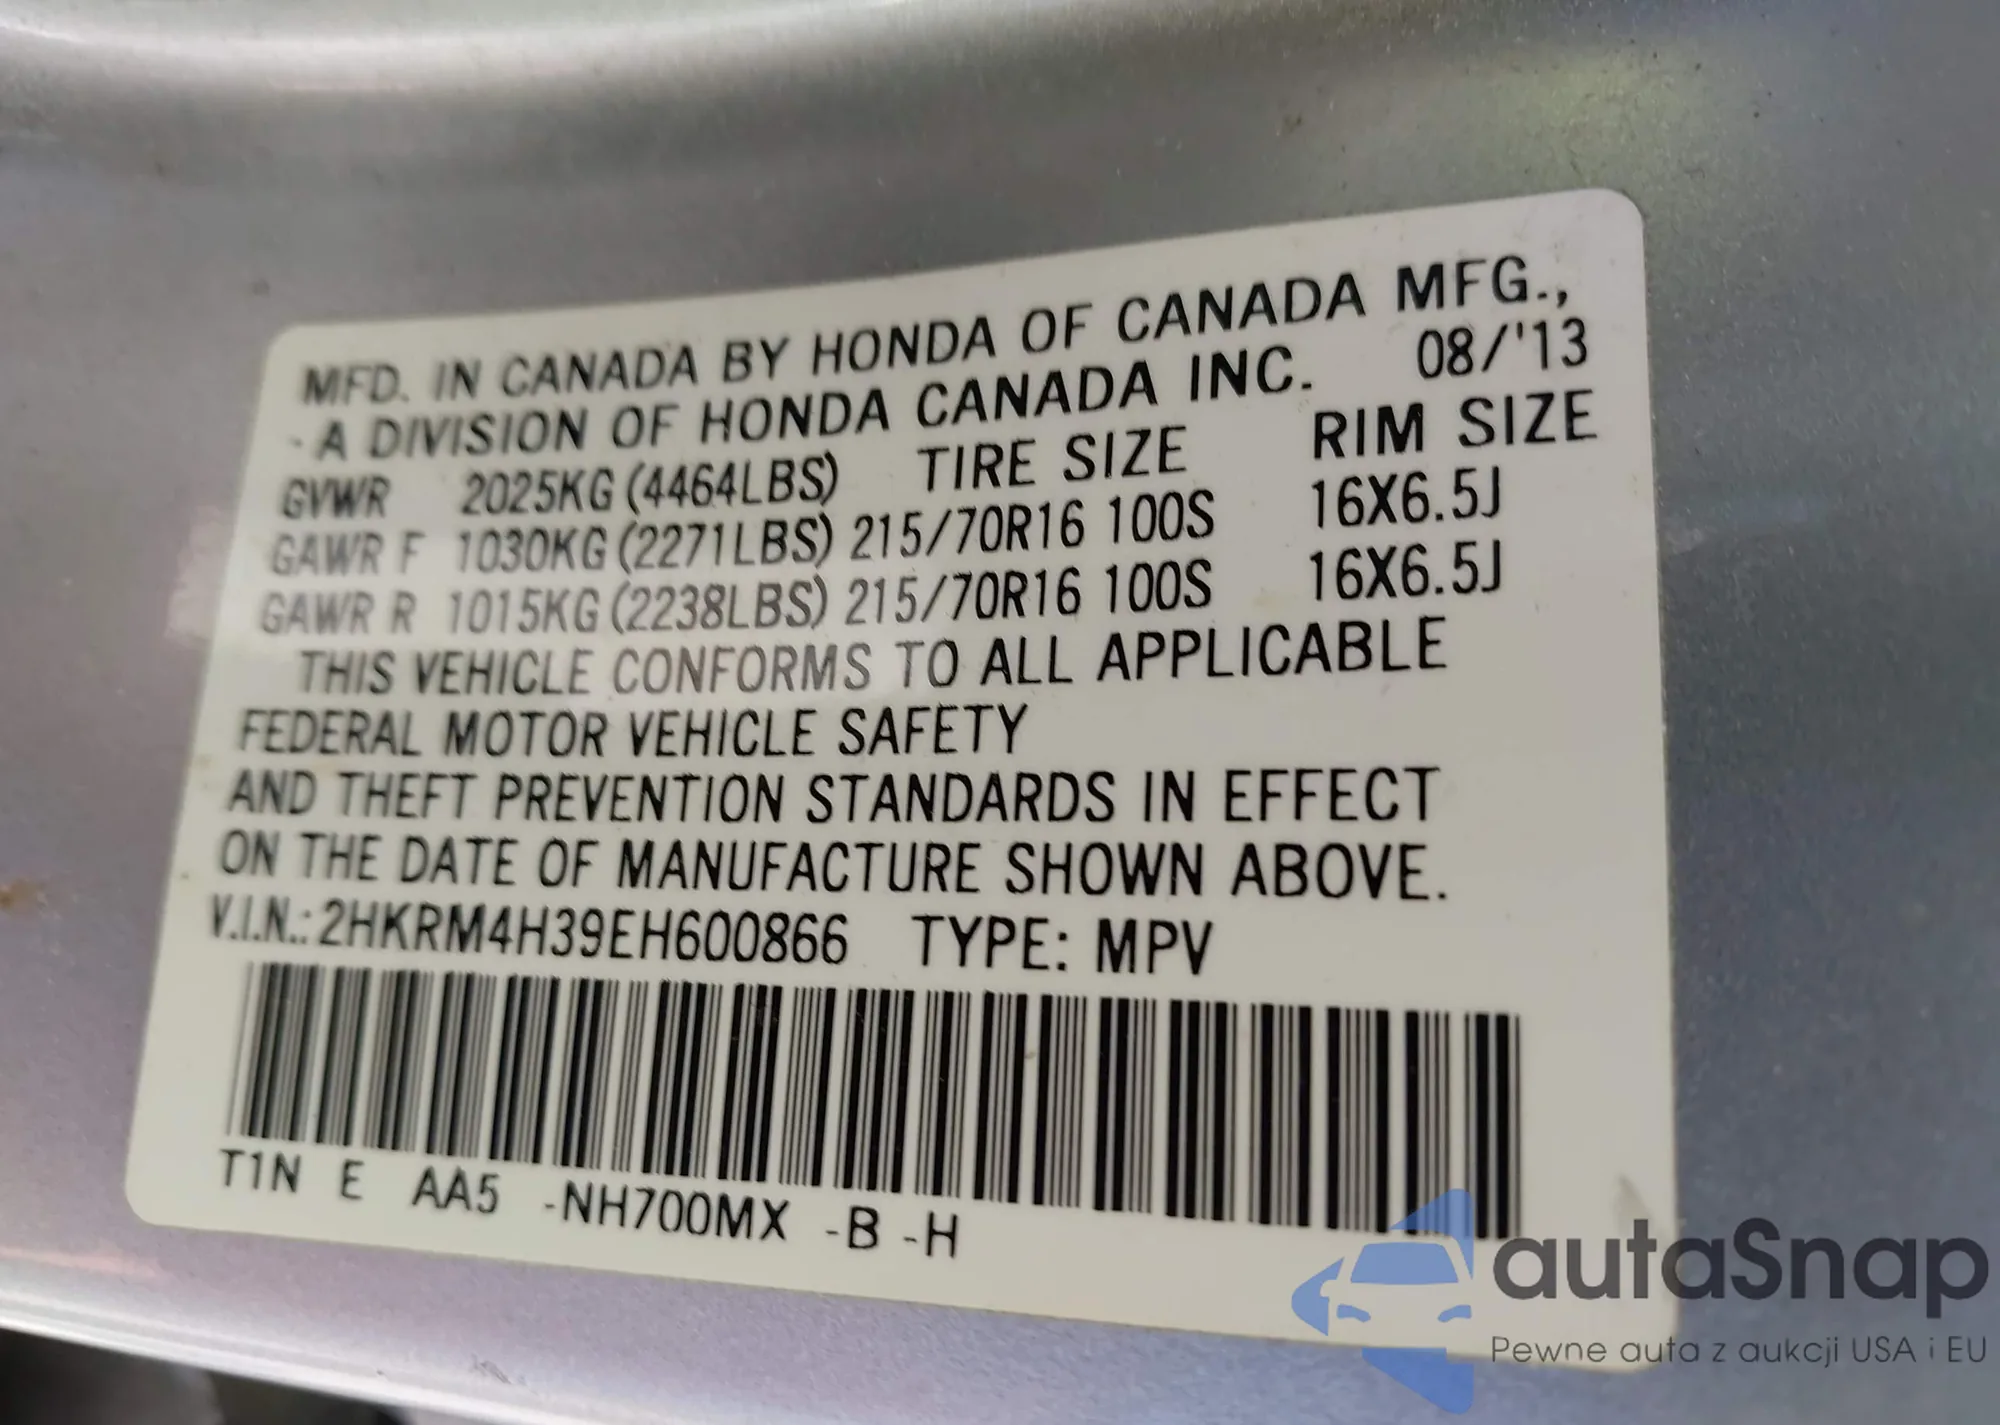 MFD. IN CANADA BY HONDA OF CANADA MFG.,
- A DIVISION OF HONDA CANADA INC. 08/'13
GVWR 2025KG (4464LBS) TIRE SIZE RIM SIZE
GAWR F 1030KG (2271LBS) 215/70R16 100S 16X6.5J
GAWR R 1015KG (2238LBS) 215/70R16 100S 16X6.5J
THIS VEHICLE CONFORMS TO ALL APPLICABLE
FEDERAL MOTOR VEHICLE SAFETY
AND THEFT PREVENTION STANDARDS IN EFFECT
ON THE DATE OF MANUFACTURE SHOWN ABOVE.
V.I.N.: 2HKRM4H39EH600866 TYPE: MPV
T1N E AA5 -NH700MX -B -H
autaSnap
Pewne auta z aukcji USA i EU